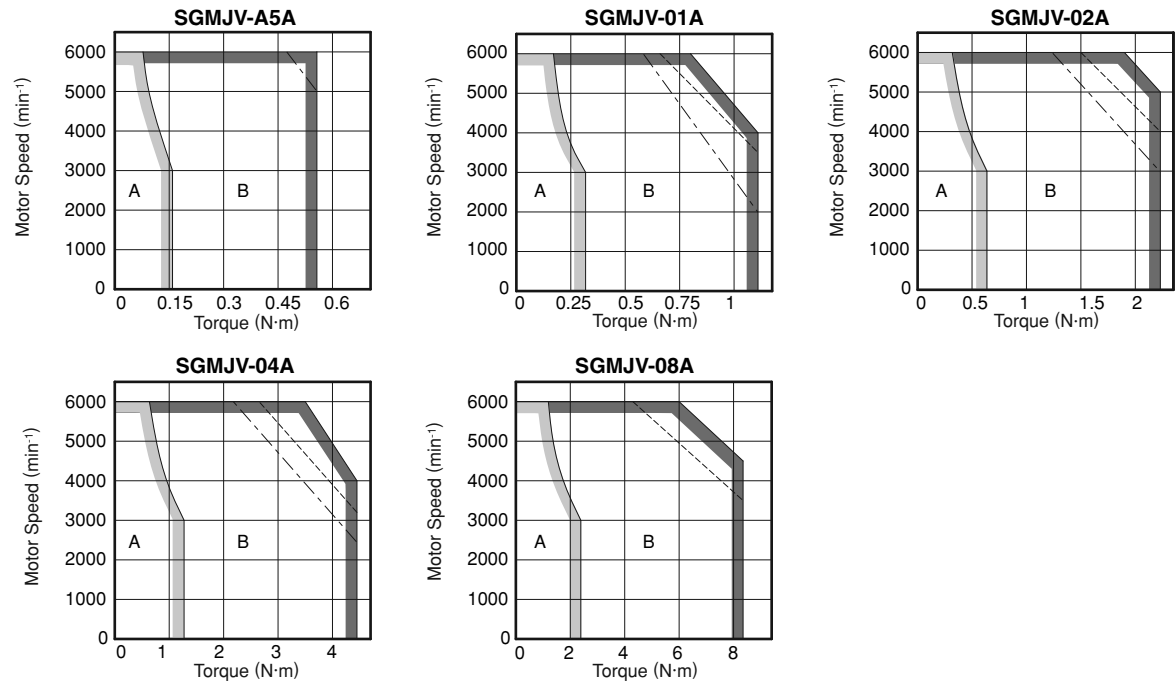 SGMJV-A5A
Motor Speed (min⁻¹)
6000
5000
4000
3000
2000
1000
0
A
B
0 0.15 0.3 0.45 0.6
Torque (N·m)
SGMJV-01A
Motor Speed (min⁻¹)
6000
5000
4000
3000
2000
1000
0
A
B
0 0.25 0.5 0.75 1
Torque (N·m)
SGMJV-02A
Motor Speed (min⁻¹)
6000
5000
4000
3000
2000
1000
0
A
B
0 0.5 1 1.5 2
Torque (N·m)
SGMJV-04A
Motor Speed (min⁻¹)
6000
5000
4000
3000
2000
1000
0
A
B
0 1 2 3 4
Torque (N·m)
SGMJV-08A
Motor Speed (min⁻¹)
6000
5000
4000
3000
2000
1000
0
A
B
0 2 4 6 8
Torque (N·m)